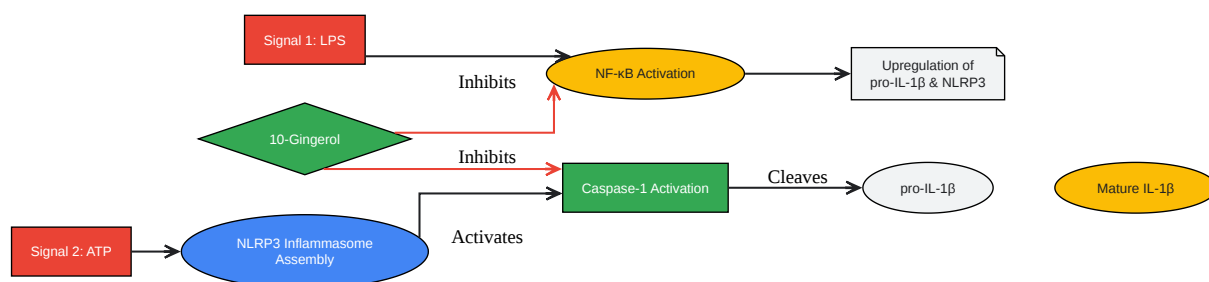 Signal 1: LPS
Inhibits
NF-κB Activation
Upregulation of
pro-IL-1β & NLRP3
10-Gingerol
Inhibits
Caspase-1 Activation
Cleaves
pro-IL-1β
Mature IL-1β
Signal 2: ATP
NLRP3 Inflammasome
Assembly
Activates